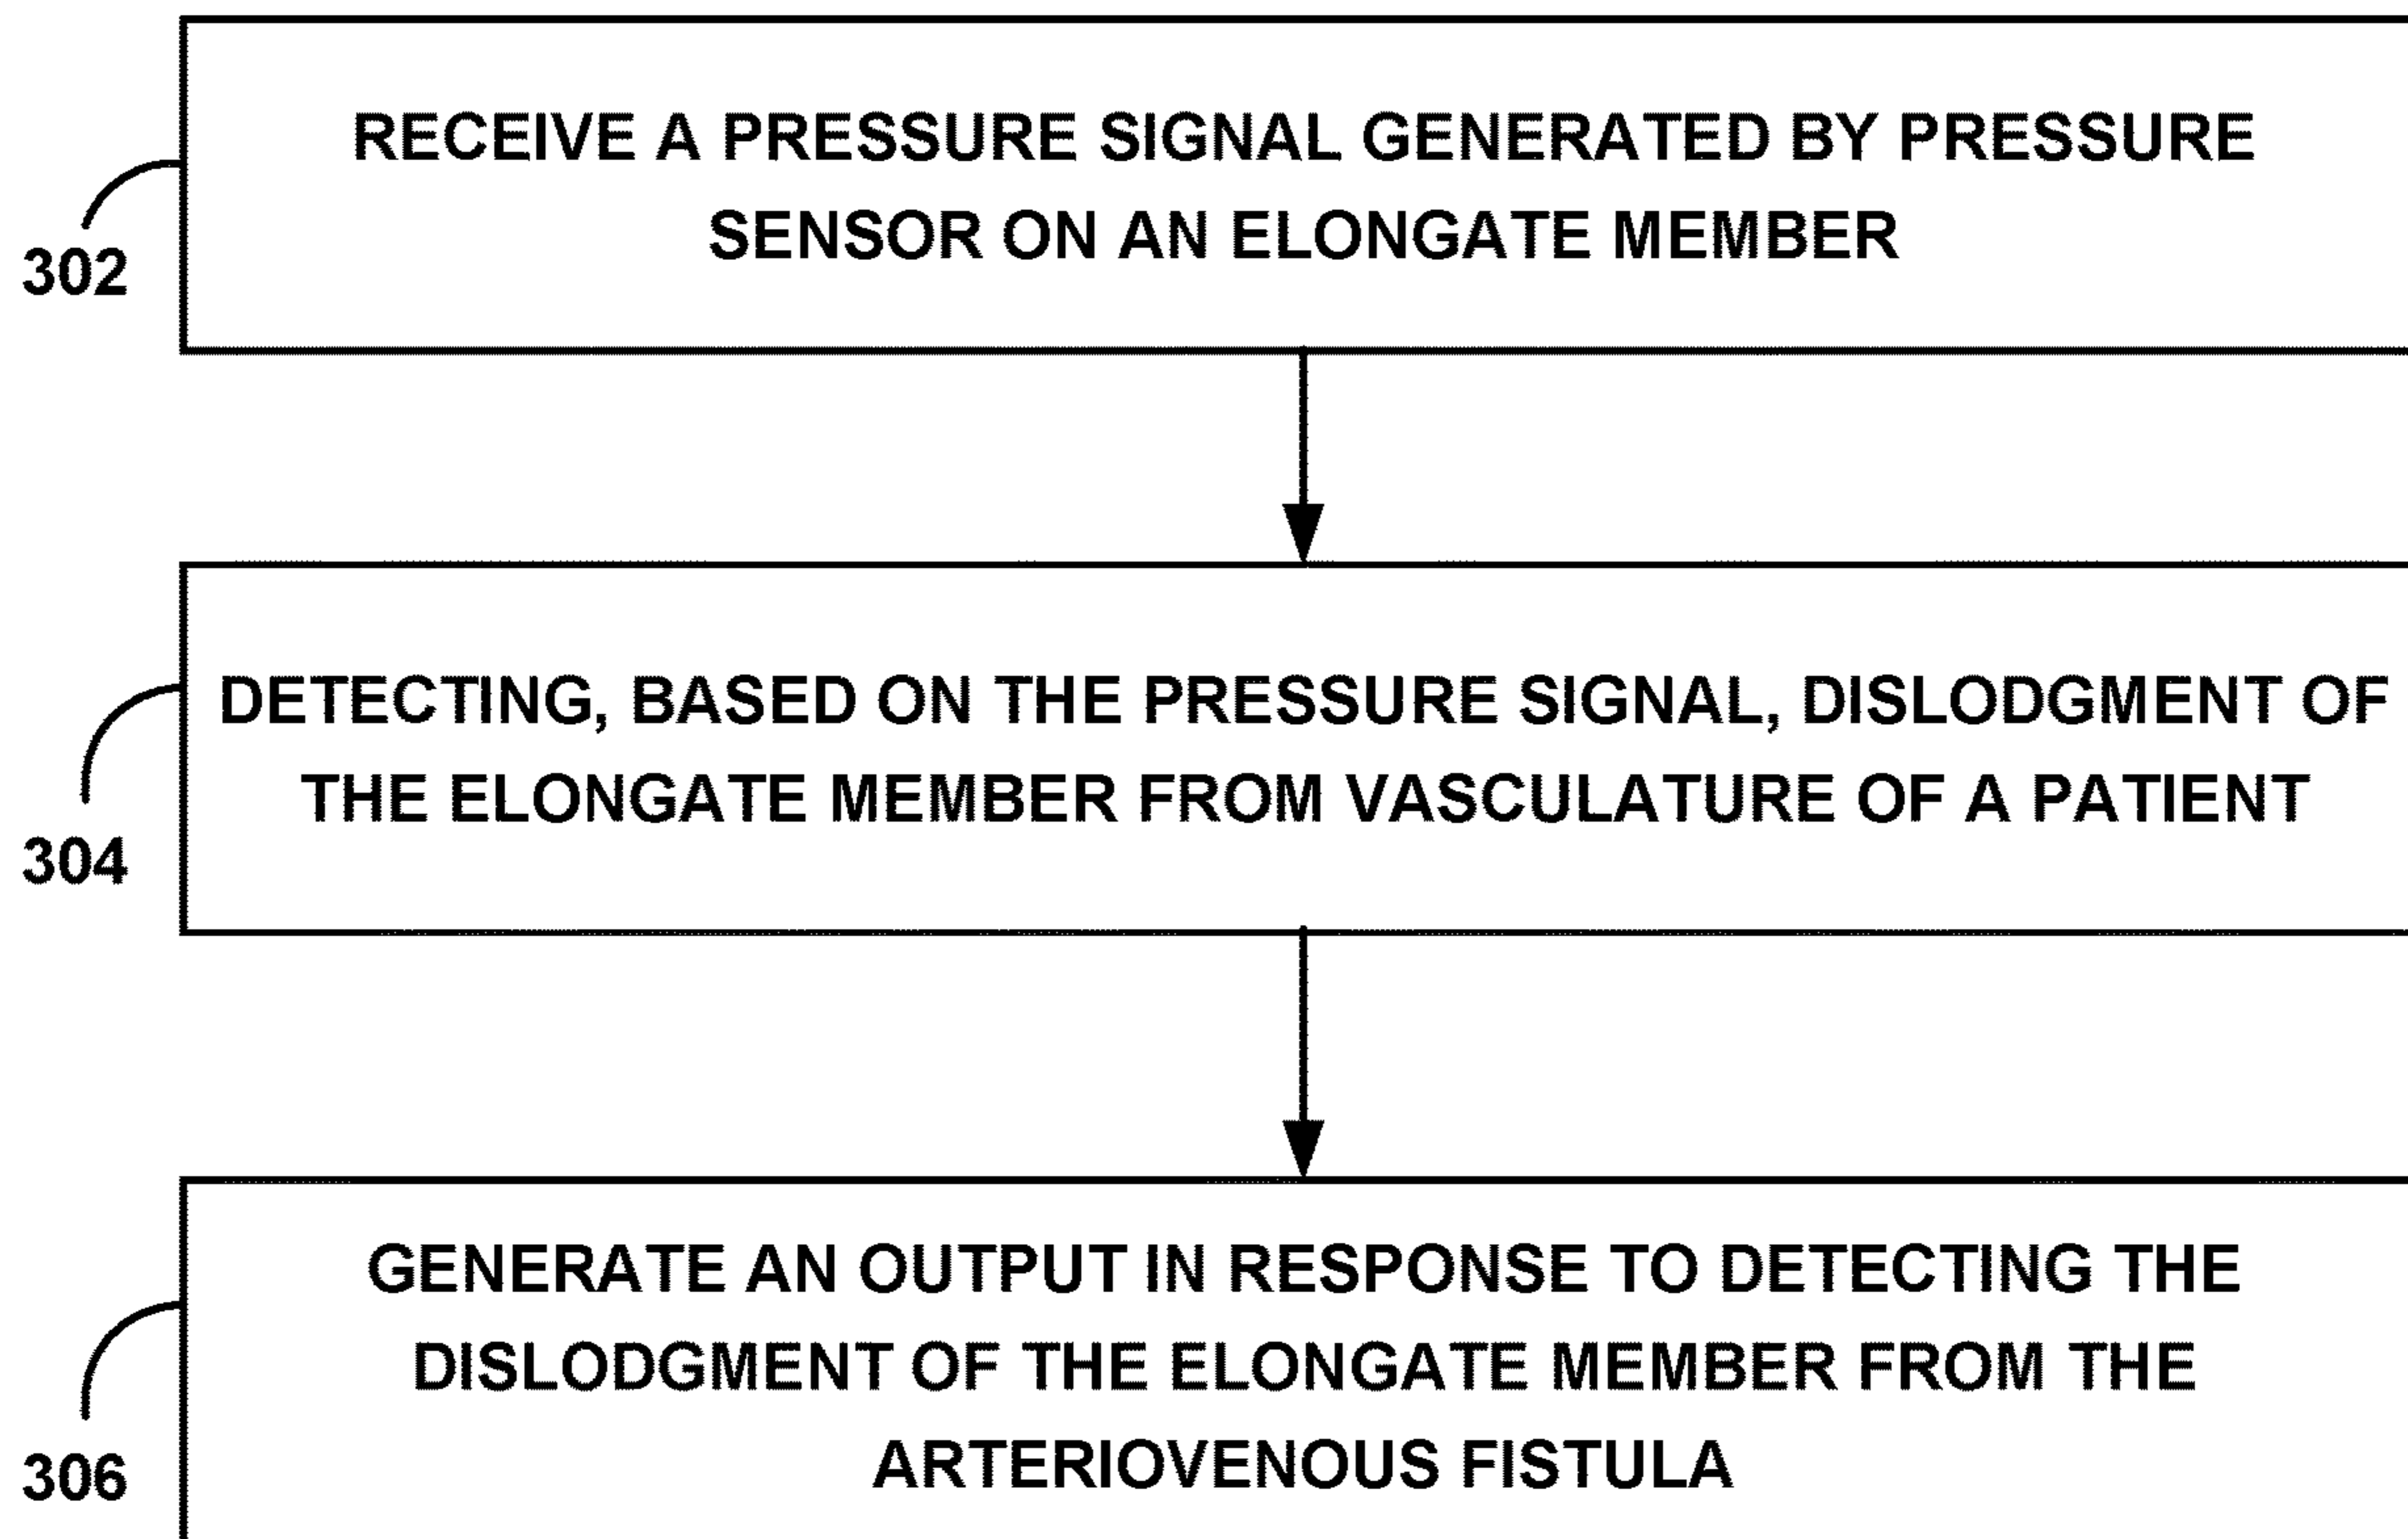 RECEIVE A PRESSURE SIGNAL GENERATED BY PRESSURE
SENSOR ON AN ELONGATE MEMBER
302
DETECTING, BASED ON THE PRESSURE SIGNAL, DISLODGMENT OF
THE ELONGATE MEMBER FROM VASCULATURE OF A PATIENT
304
GENERATE AN OUTPUT IN RESPONSE TO DETECTING THE
DISLODGMENT OF THE ELONGATE MEMBER FROM THE
ARTERIOVENOUS FISTULA
306